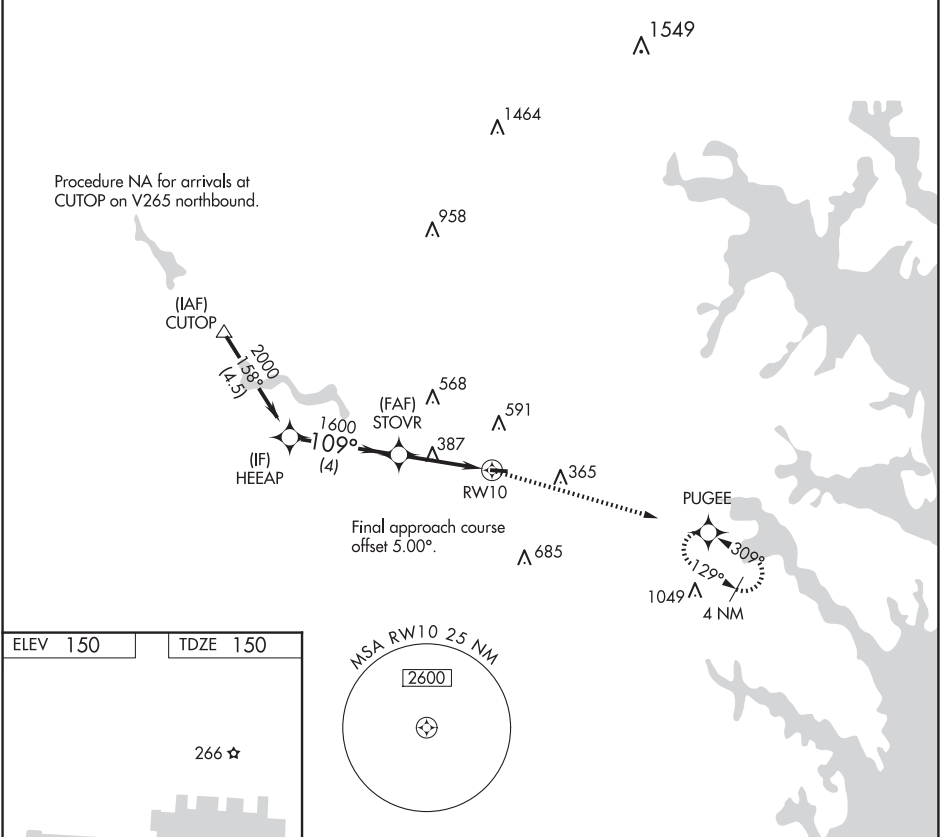 1549
1464
Procedure NA for arrivals at
CUTOP on V265 northbound.
958
(IAF)
CUTOP
2000
158°
(4.5)
568
(FAF)
STOVR
591
1600
109°
(4)
387
(IF)
HEEAP
RW10
365
PUGEE
Final approach course
offset 5.00°.
685
309°
129°
1049
4 NM
ELEV 150
TDZE 150
MSA RW10 25 NM
2600
266